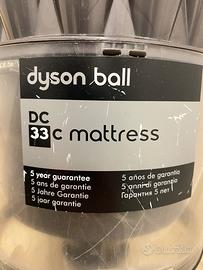 dyson ball
DC
33c mattress
5 year guarantee
5 ans de garantie
5 Jahre Garantie
5 jaar garantie
5 años de garantía
5 anni di garanzia
Гарантия 5 лет
subito